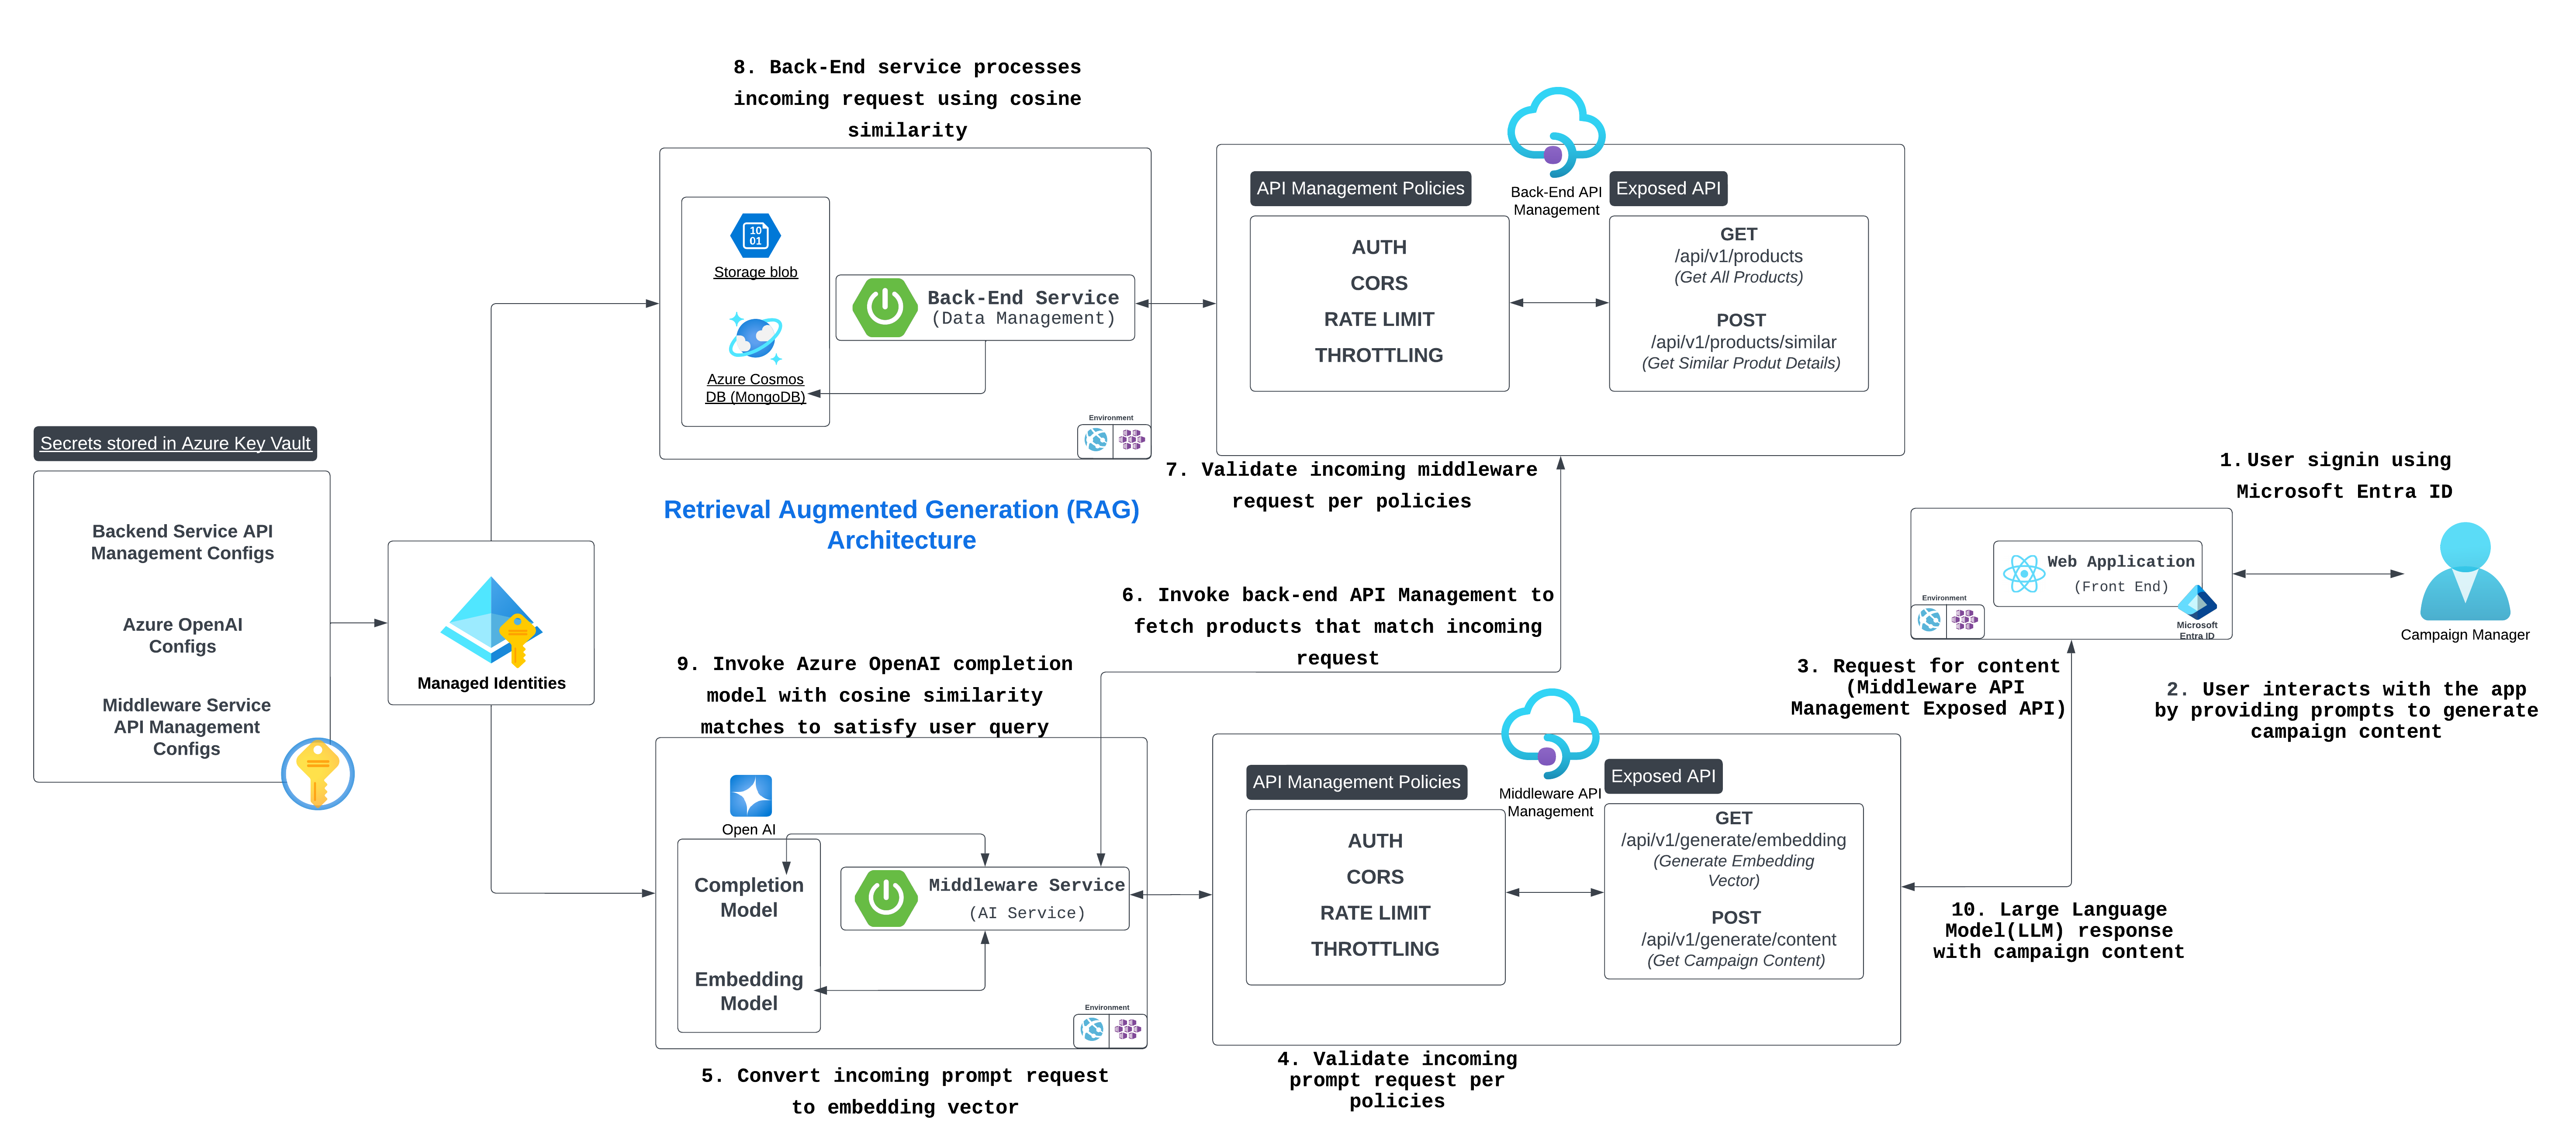 8. Back-End service processes
incoming request using cosine
similarity
10
01
Storage blob
Azure Cosmos
DB (MongoDB)
Back-End Service
(Data Management)
Environment
API Management Policies
AUTH
CORS
RATE LIMIT
THROTTLING
Back-End API
Management
Exposed API
GET
/api/v1/products
(Get All Products)
POST
/api/v1/products/similar
(Get Similar Produt Details)
Secrets stored in Azure Key Vault
Backend Service API
Management Configs
Azure OpenAI
Configs
Middleware Service
API Management
Configs
Managed Identities
Retrieval Augmented Generation (RAG)
Architecture
7. Validate incoming middleware
request per policies
6. Invoke back-end API Management to
fetch products that match incoming
request
1. User signin using
Microsoft Entra ID
Web Application
(Front End)
Environment
Microsoft
Entra ID
Campaign Manager
3. Request for content
(Middleware API
Management Exposed API)
2. User interacts with the app
by providing prompts to generate
campaign content
9. Invoke Azure OpenAI completion
model with cosine similarity
matches to satisfy user query
Open AI
Completion
Model
Embedding
Model
Middleware Service
(AI Service)
Environment
API Management Policies
AUTH
CORS
RATE LIMIT
THROTTLING
Middleware API
Management
Exposed API
GET
/api/v1/generate/embedding
(Generate Embedding
Vector)
POST
/api/v1/generate/content
(Get Campaign Content)
10. Large Language
Model(LLM) response
with campaign content
5. Convert incoming prompt request
to embedding vector
4. Validate incoming
prompt request per
policies